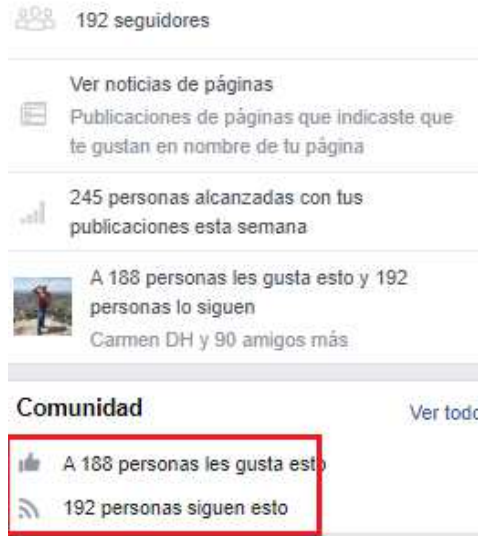 192 seguidores
Ver noticias de páginas
Publicaciones de páginas que indicaste que
te gustan en nombre de tu página
245 personas alcanzadas con tus
publicaciones esta semana
A 188 personas les gusta esto y 192
personas lo siguen
Carmen DH y 90 amigos más
Comunidad
Ver todo
A 188 personas les gusta esto
192 personas siguen esto